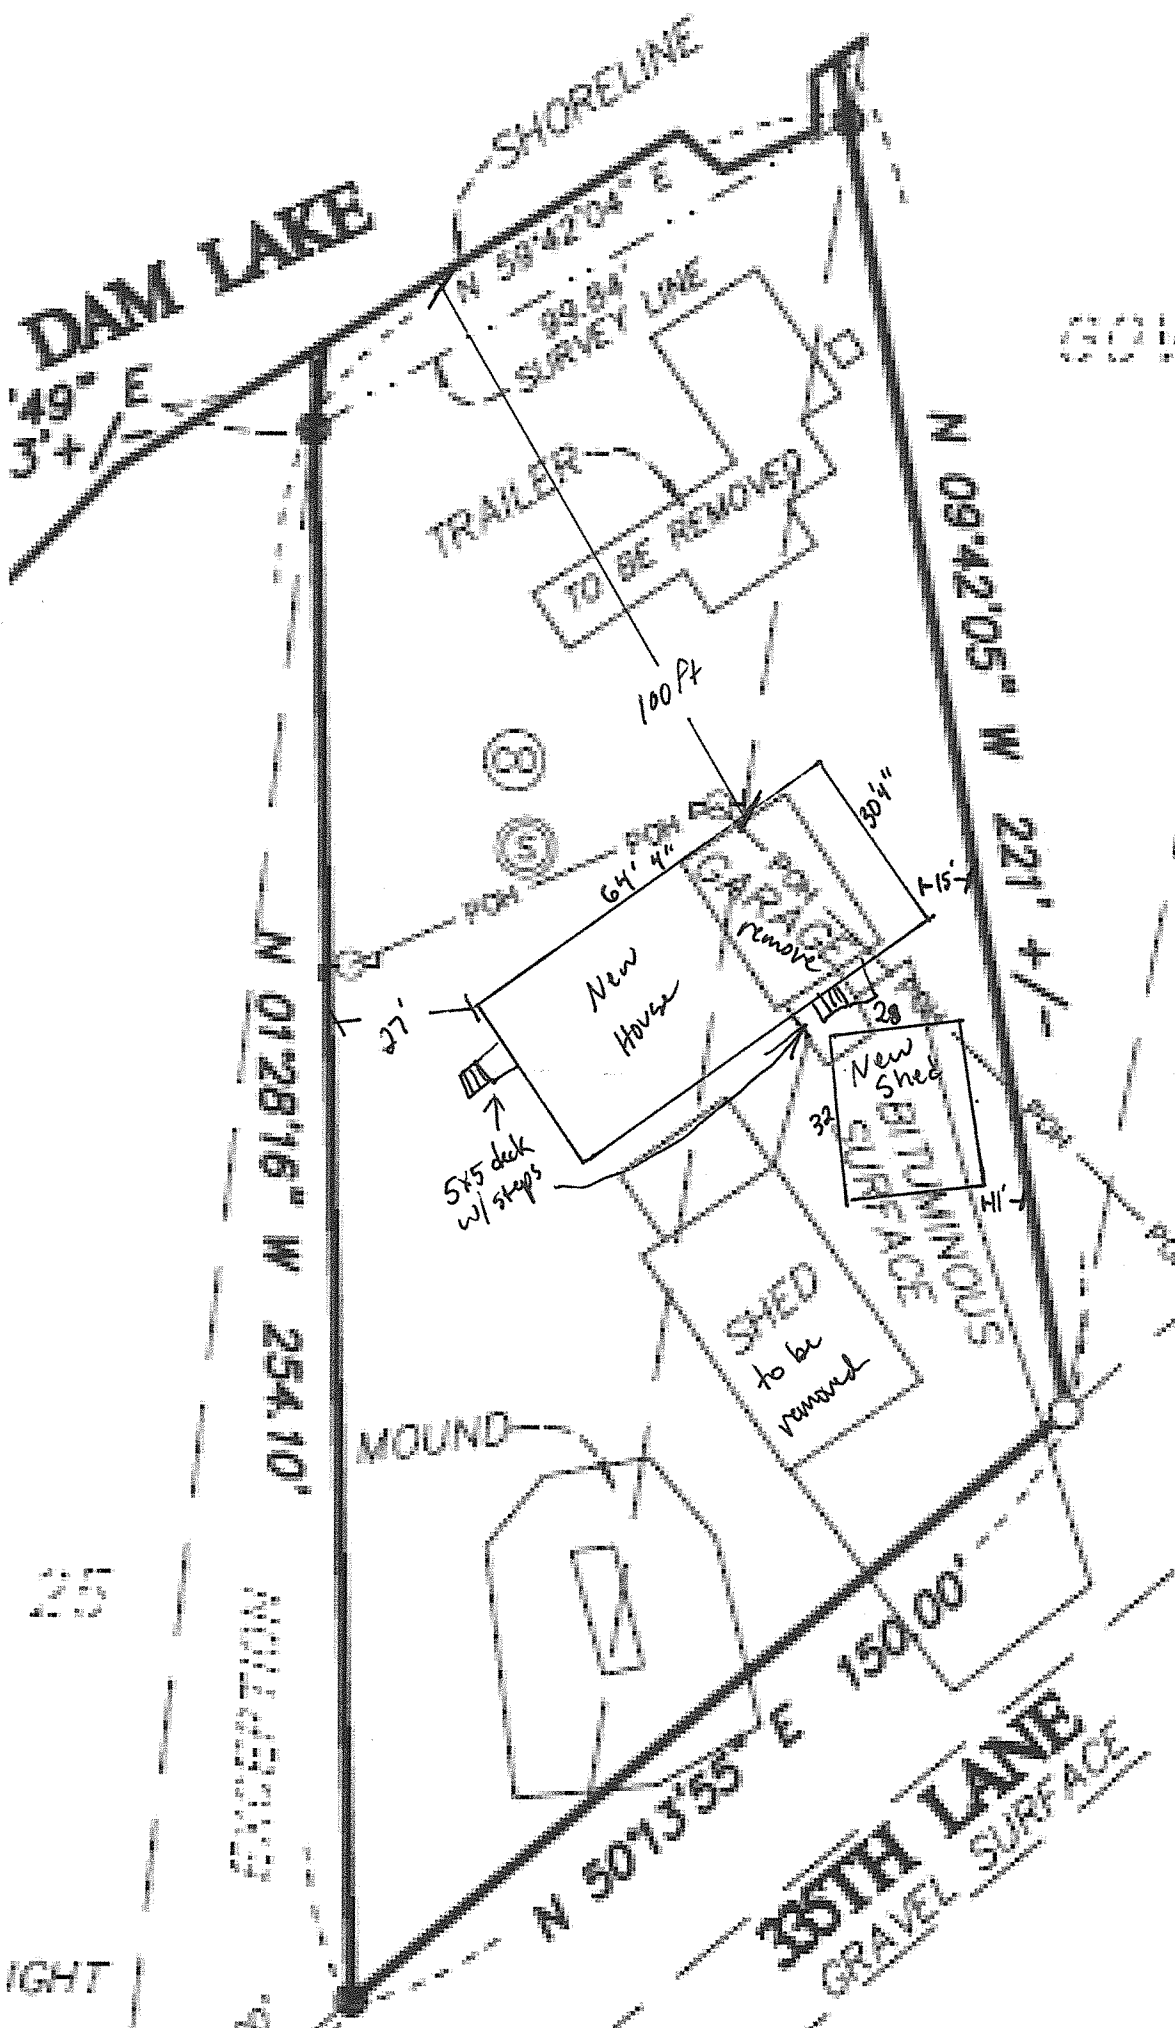 SHORELINE
DAM LAKE
'49" E
3'+/
N 59°42'04" E
99.84'
SURVEY LINE
TRAILER
TO BE REMOVED
N 09°42'05" W 221' +/-
100 ft
S
POH
POH
64' 4"
30'4"
GARAGE
remove
15'
New
House
27'
28
New
Shed
32
BITUMINOUS
SURFACE
5x5 deck
w/ steps
POH
N 01°28'16" W 254.10'
SHED
to be
removed
MOUND
25
150.00'
N 50°13'55" E
335TH LANE
GRAVEL SURFACE
IGHT